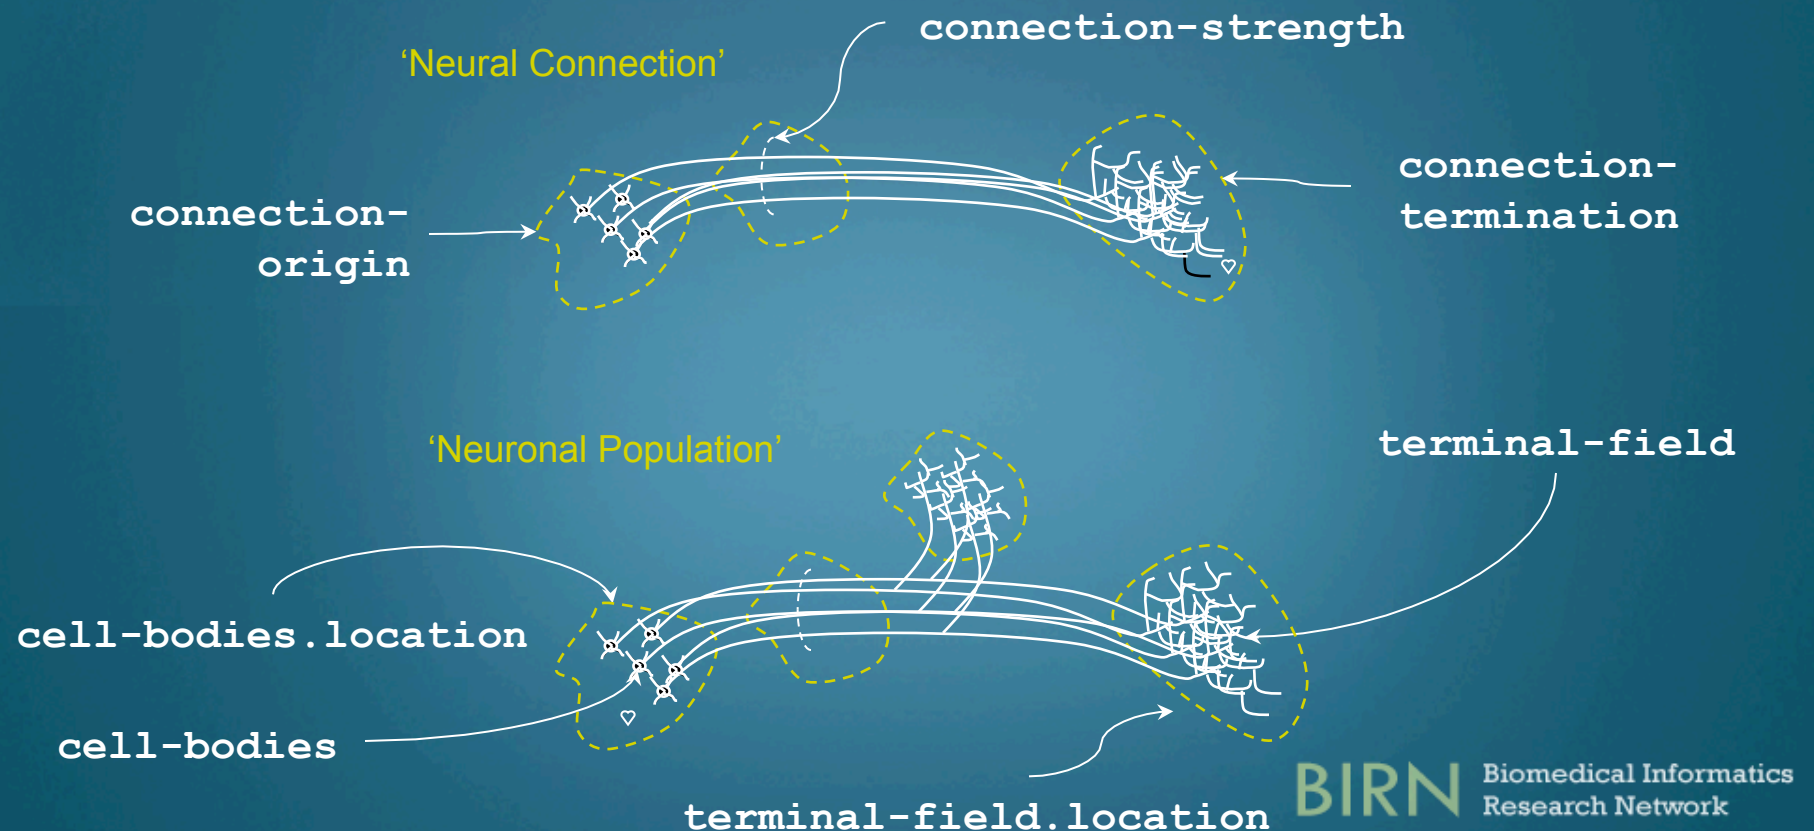 connection-strength
‘Neural Connection’
connection-
origin
connection-
termination
‘Neuronal Population’
terminal-field
cell-bodies.location
cell-bodies
terminal-field.location
BIRN
Biomedical Informatics
Research Network